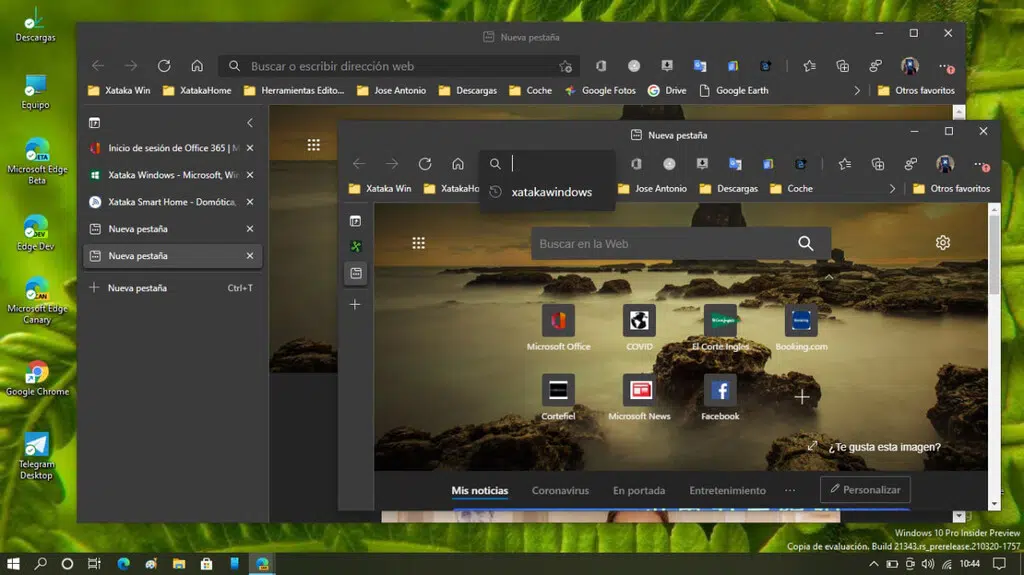 Descargas
Equipo
Microsoft Edge
Beta
Edge Dev
Microsoft Edge
Canary
Google Chrome
Telegram
Desktop
Nueva pestaña
Buscar o escribir dirección web
Xataka Win
XatakaHome
Herramientas Edito...
Jose Antonio
Descargas
Coche
Google Fotos
Drive
Google Earth
Otros favoritos
Inicio de sesión de Office 365 | M
Xataka Windows - Microsoft, Win
Xataka Smart Home - Domótica,
Nueva pestaña
Nueva pestaña
Nueva pestaña Ctrl+T
Nueva pestaña
xatakawindows
Xataka Win
XatakaHo
Jose Antonio
Descargas
Coche
Otros favoritos
Buscar en la Web
Microsoft Office
COVID
El Corte Ingles
Booking.com
Cortefiel
Microsoft News
Facebook
¿Te gusta esta imagen?
Mis noticias
Coronavirus
En portada
Entretenimiento
...
Personalizar
Windows 10 Pro Insider Preview
Copia de evaluación. Build 21343.rs_prerelease.210320-1757
10:44